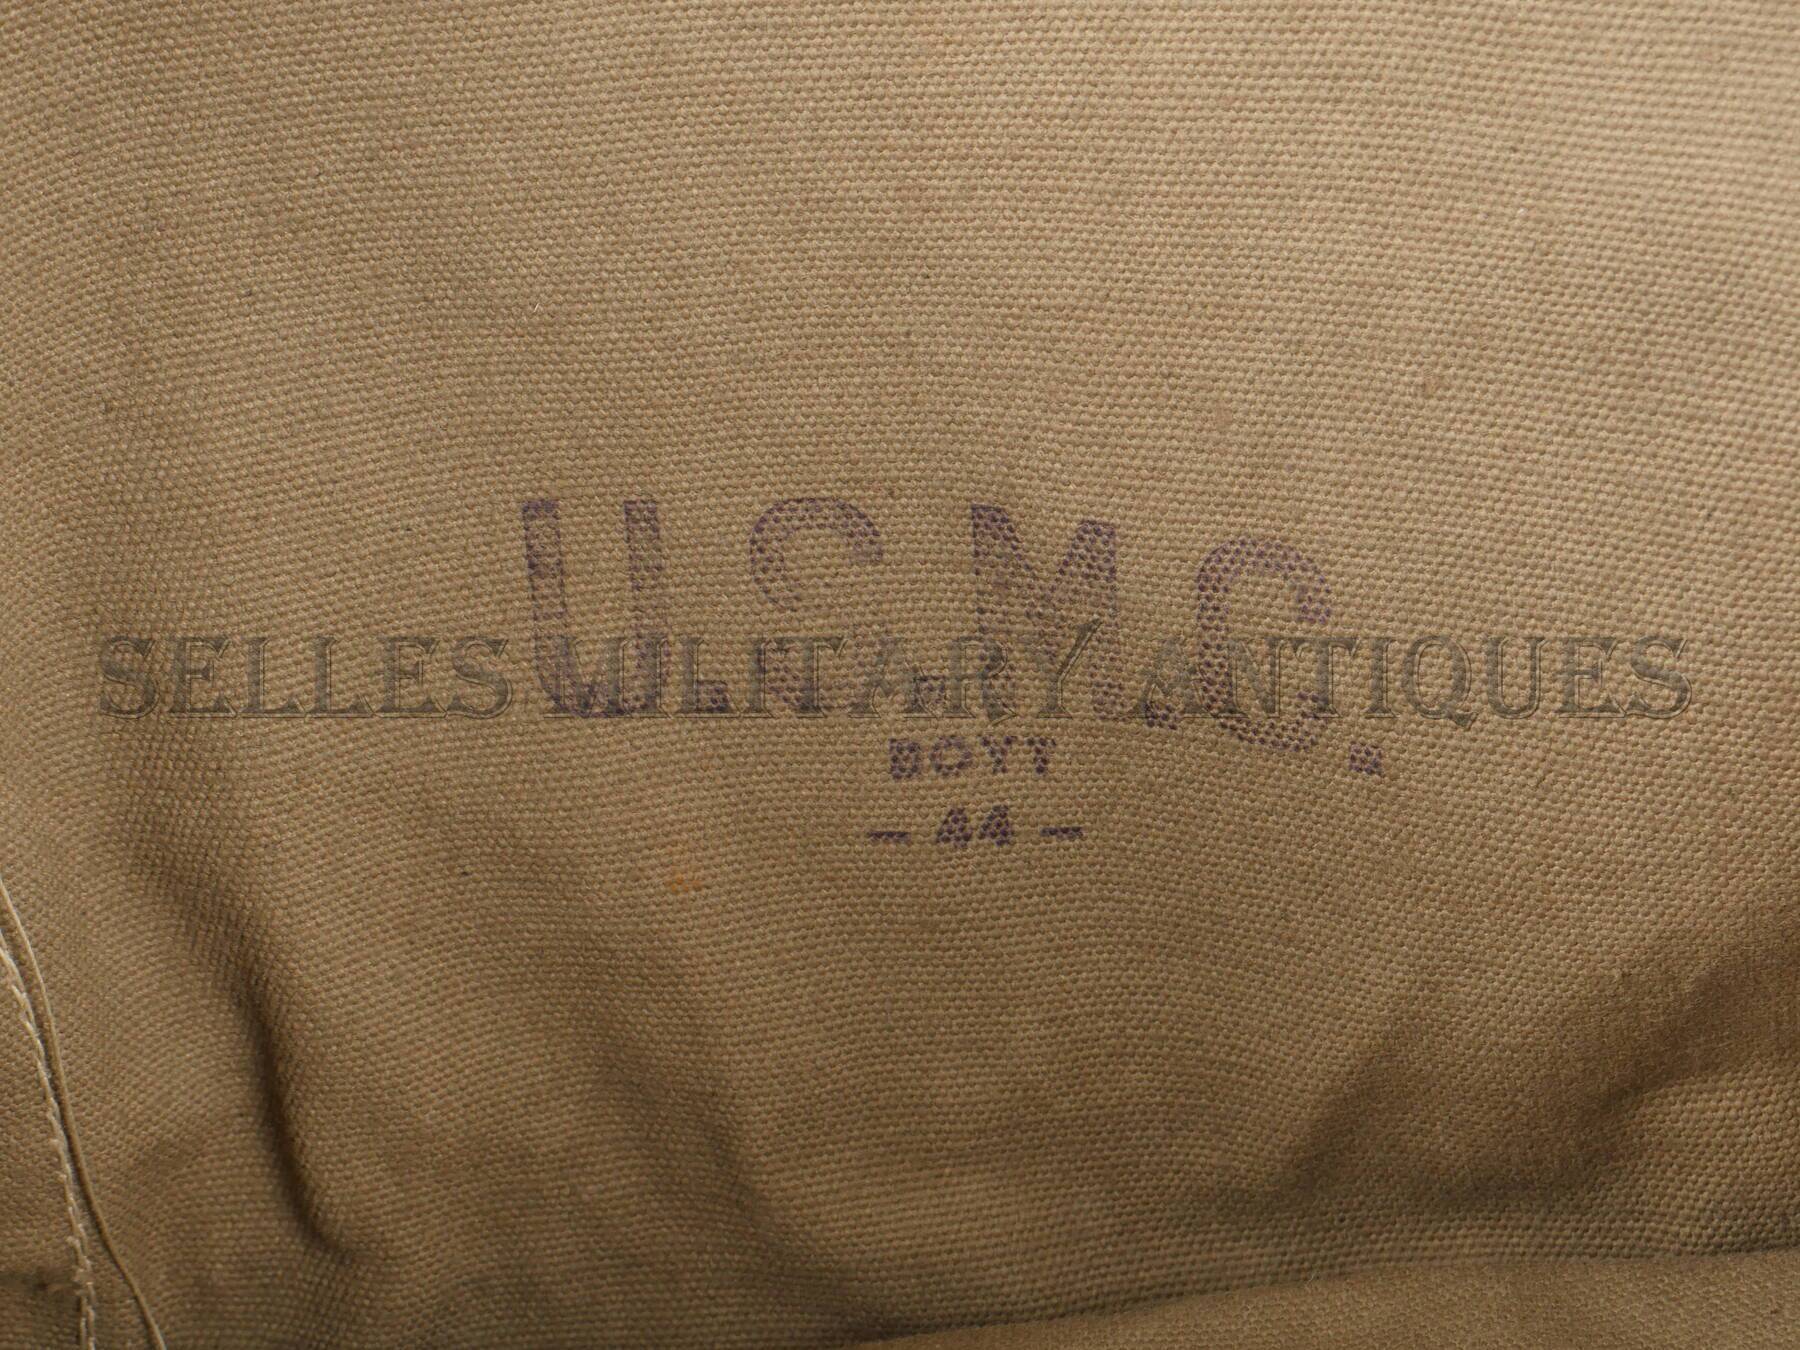 U.S.M.C.
SELLES MILITARY ANTIQUES
BOYT
- 44 -